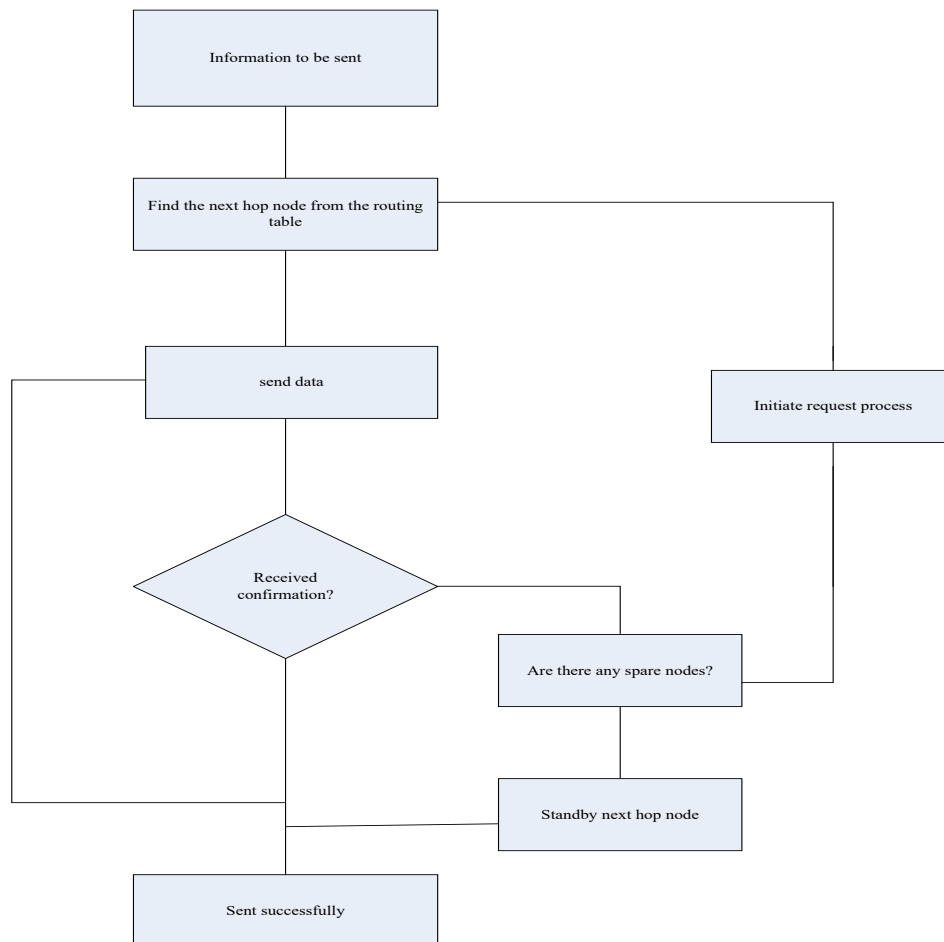 Information to be sent
Find the next hop node from the routing
table
send data
Initiate request process
Received
confirmation?
Are there any spare nodes?
Standby next hop node
Sent successfully